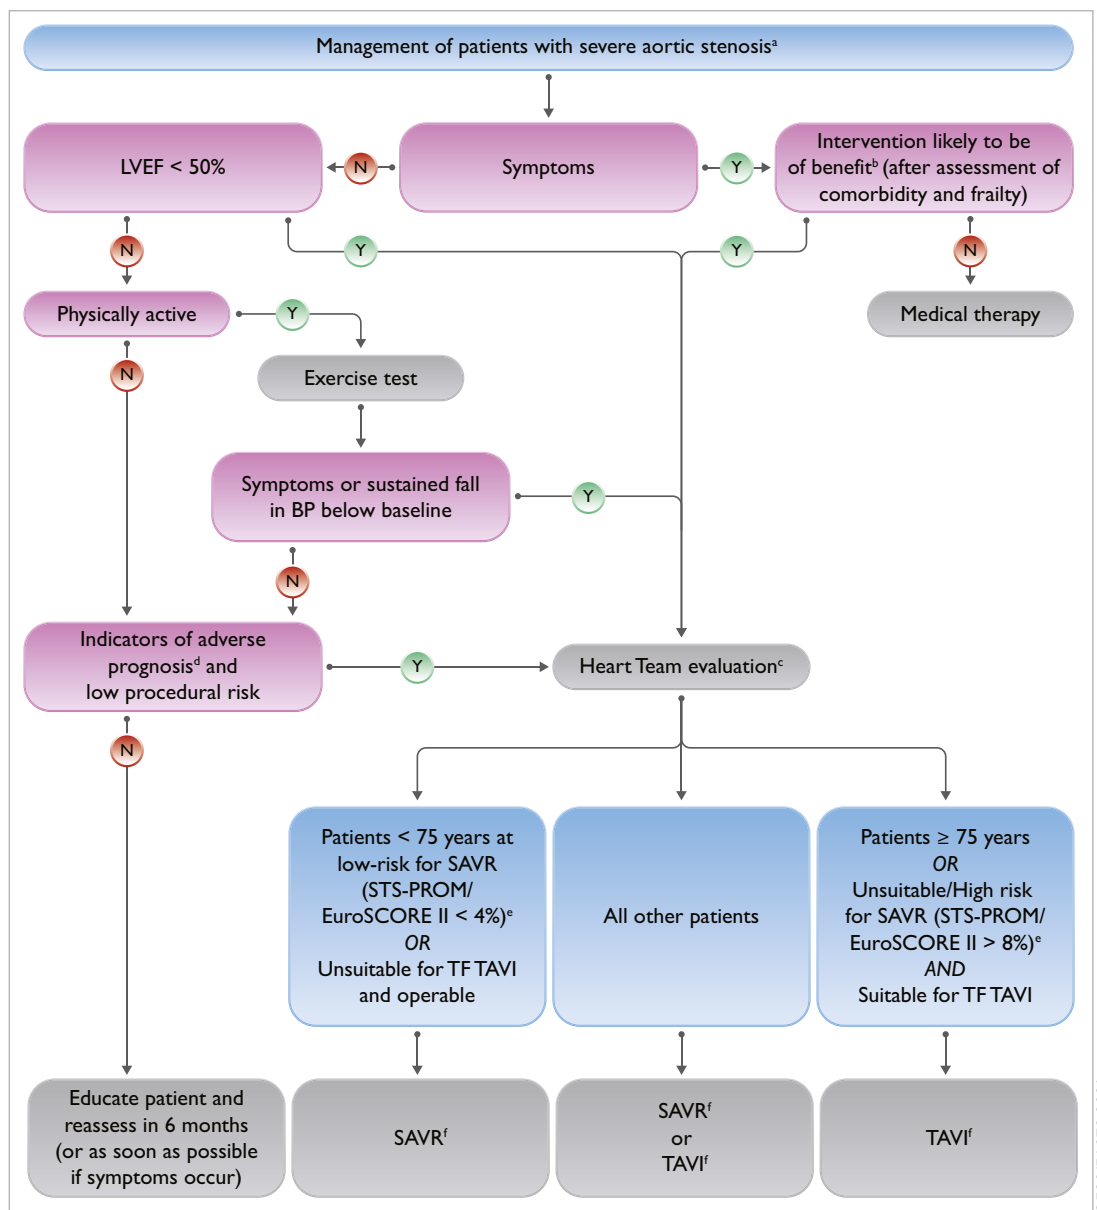 Management of patients with severe aortic stenosisᵃ
LVEF < 50%
N
Symptoms
Y
Intervention likely to be
of benefitᵇ (after assessment of
comorbidity and frailty)
N
Y
Y
N
Physically active
Y
Medical therapy
N
Exercise test
Symptoms or sustained fall
in BP below baseline
Y
N
Indicators of adverse
prognosisᵈ and
low procedural risk
Y
Heart Team evaluationᶜ
N
Patients < 75 years at
low-risk for SAVR
(STS-PROM/
EuroSCORE II < 4%)ᵉ
OR
Unsuitable for TF TAVI
and operable
All other patients
Patients ≥ 75 years
OR
Unsuitable/High risk
for SAVR (STS-PROM/
EuroSCORE II > 8%)ᵉ
AND
Suitable for TF TAVI
Educate patient and
reassess in 6 months
(or as soon as possible
if symptoms occur)
SAVRᶠ
SAVRᶠ
or
TAVIᶠ
TAVIᶠ